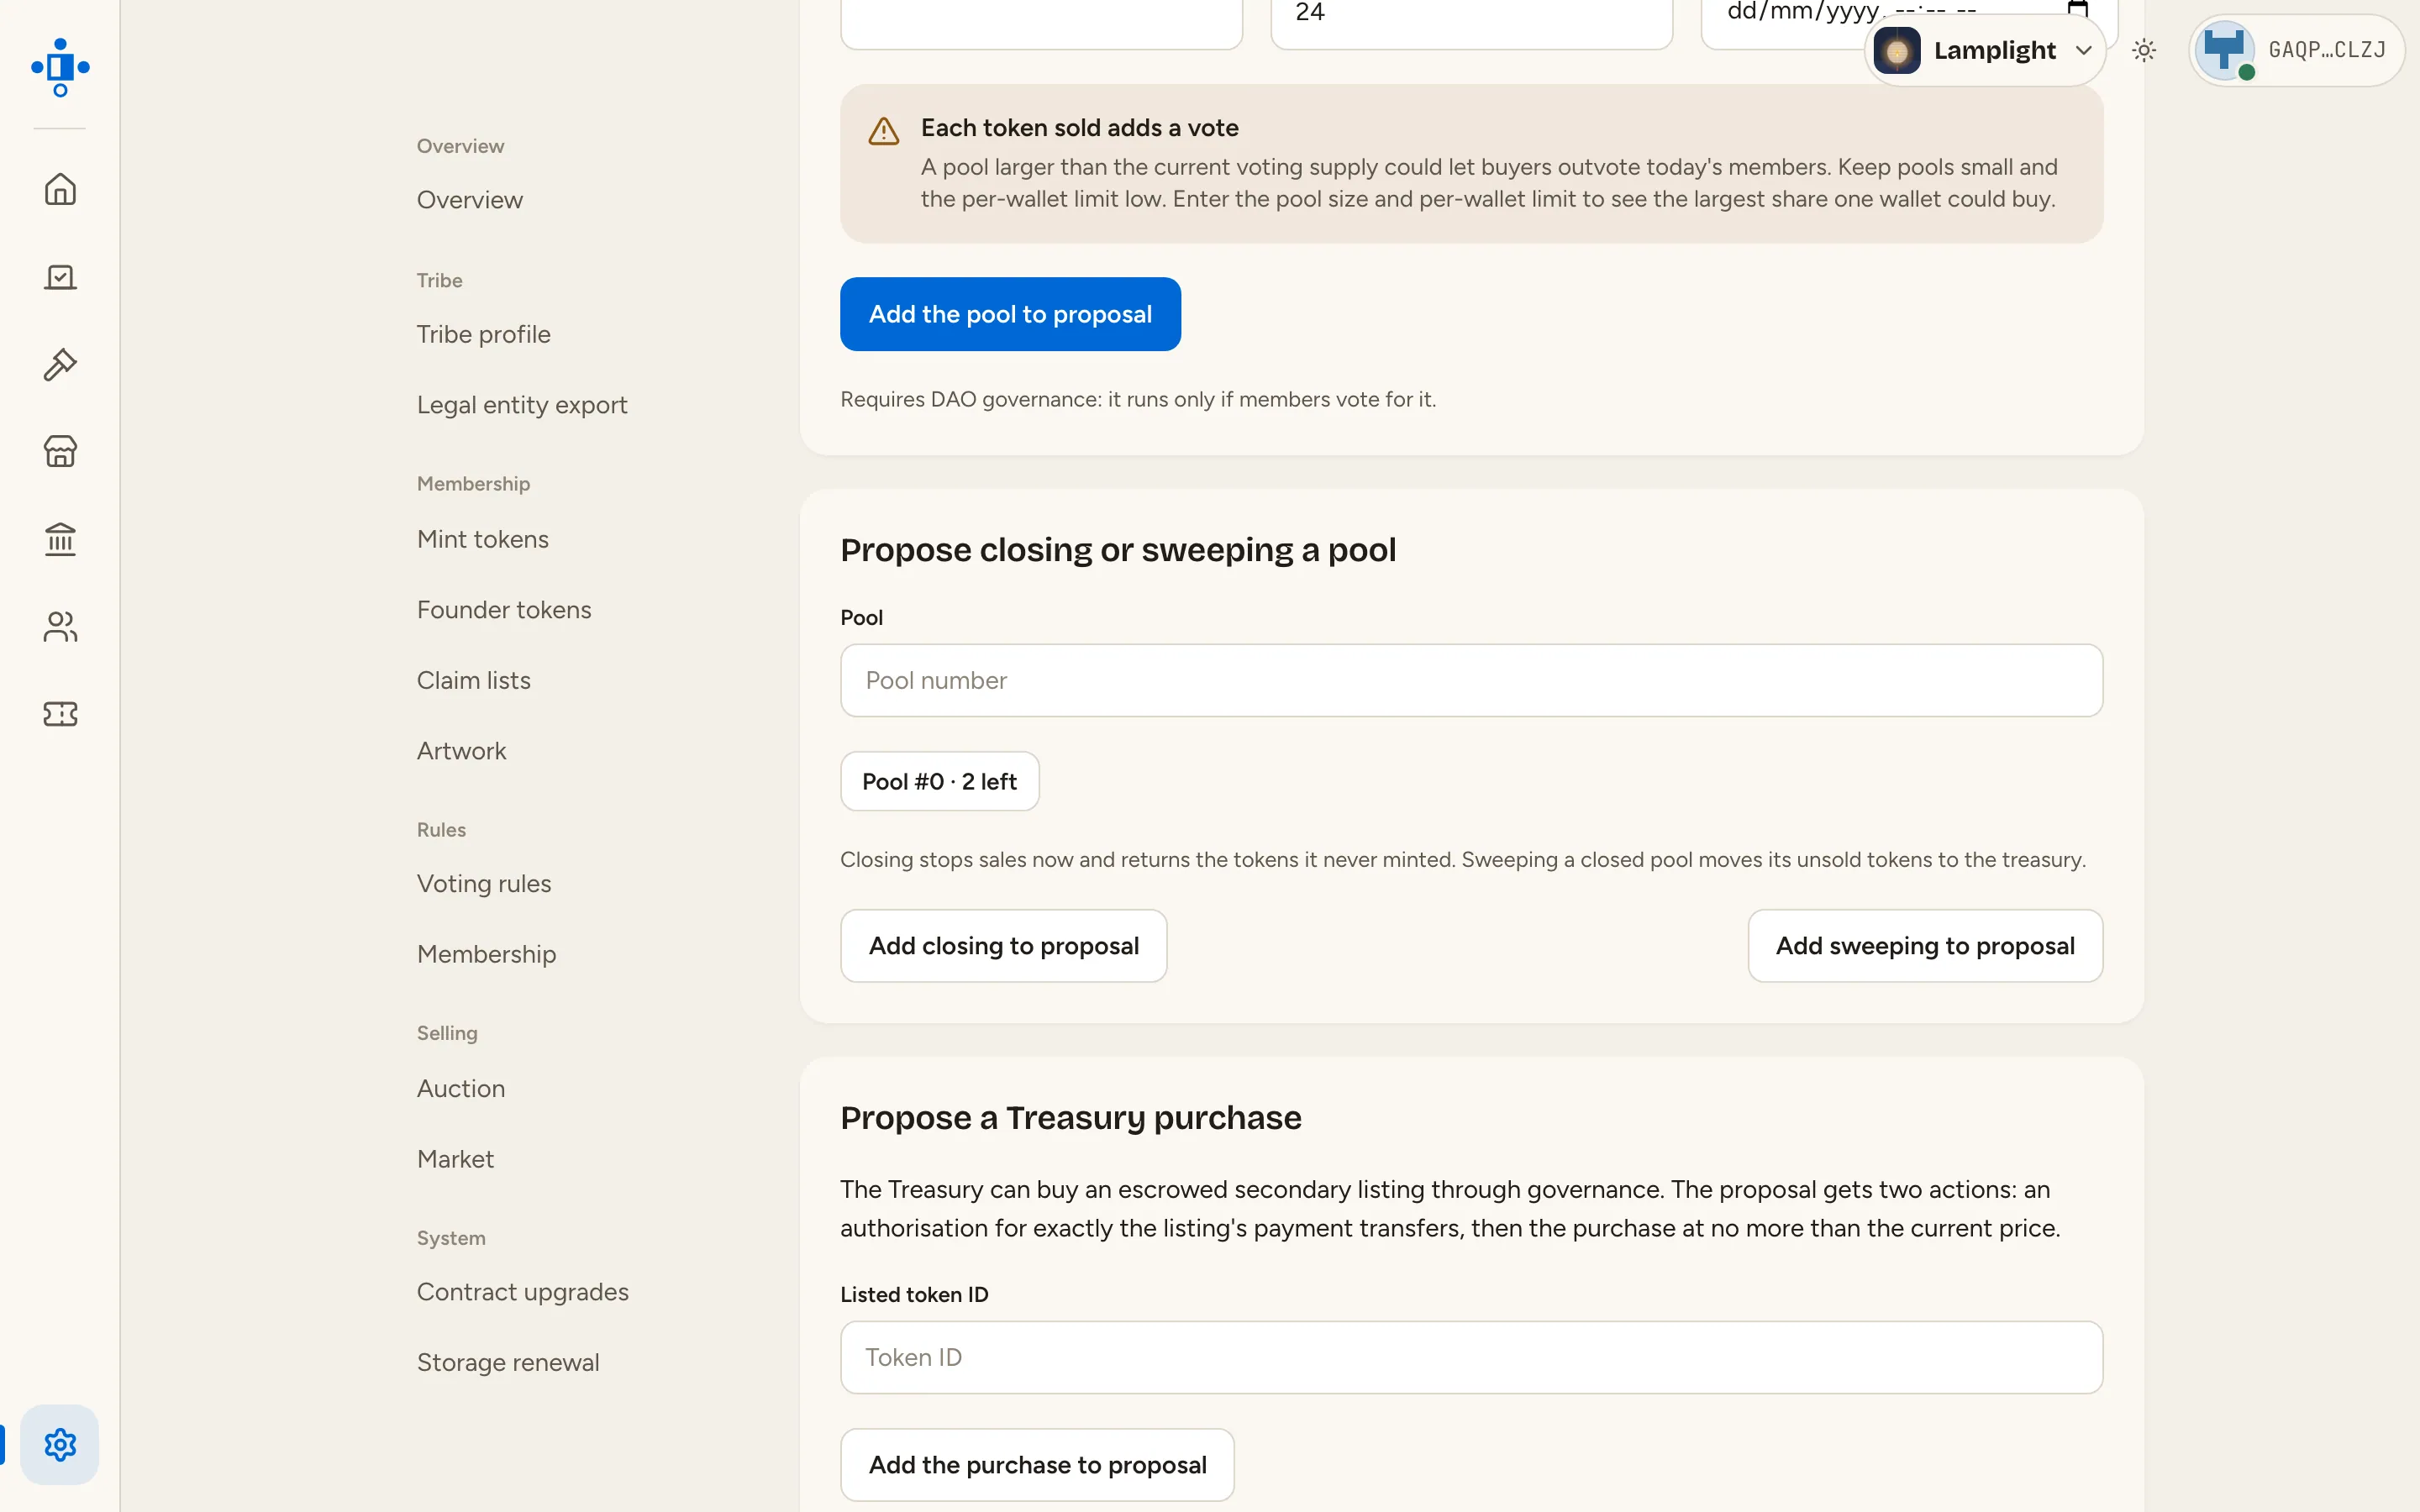 24
dd/mm/yyyy, --:-- --
Lamplight
GAQP…CLZJ
Overview
Overview
Tribe
Tribe profile
Legal entity export
Membership
Mint tokens
Founder tokens
Claim lists
Artwork
Rules
Voting rules
Membership
Selling
Auction
Market
System
Contract upgrades
Storage renewal
Each token sold adds a vote
A pool larger than the current voting supply could let buyers outvote today's members. Keep pools small and
the per-wallet limit low. Enter the pool size and per-wallet limit to see the largest share one wallet could buy.
Add the pool to proposal
Requires DAO governance: it runs only if members vote for it.
Propose closing or sweeping a pool
Pool
Pool number
Pool #0 · 2 left
Closing stops sales now and returns the tokens it never minted. Sweeping a closed pool moves its unsold tokens to the treasury.
Add closing to proposal
Add sweeping to proposal
Propose a Treasury purchase
The Treasury can buy an escrowed secondary listing through governance. The proposal gets two actions: an
authorisation for exactly the listing's payment transfers, then the purchase at no more than the current price.
Listed token ID
Token ID
Add the purchase to proposal